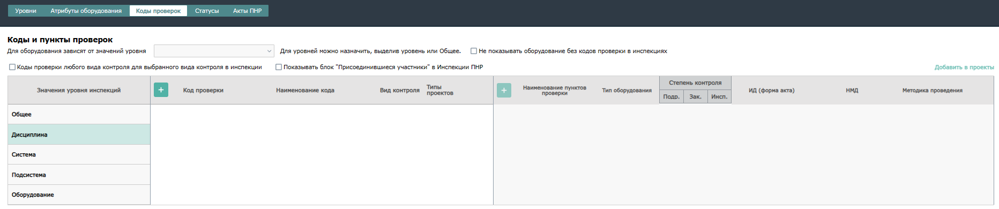 Уровни Атрибуты оборудования Коды проверок Статусы Акты ПНР
Коды и пункты проверок
Для оборудования зависят от значений уровня Для уровней можно назначить, выделив уровень или Общее. Не показывать оборудование без кодов проверки в инспекциях
Коды проверки любого вида контроля для выбранного вида контроля в инспекции Показывать блок "Присоединившиеся участники" в Инспекции ПНР Добавить в проекты
Значения уровня инспекций + Код проверки Наименование кода Вид контроля Типы проектов + Наименование пунктов проверки Тип оборудования Степень контроля ИД (форма акта) НМД Методика проведения
Подр. Зак. Инсп.
Общее
Дисциплина
Система
Подсистема
Оборудование